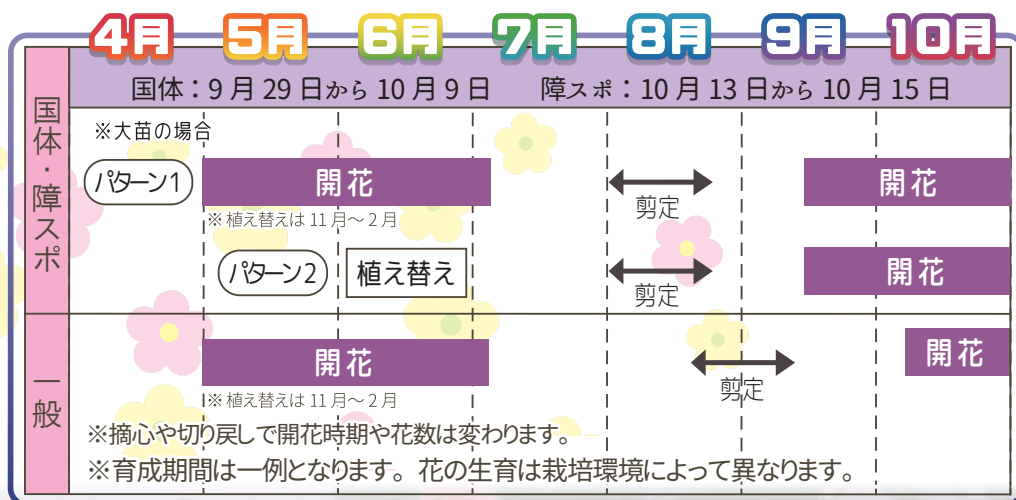 4月 5月 6月 7月 8月 9月 10月
国体・障スポ
国体：9月29日から10月9日 障スポ：10月13日から10月15日
※大苗の場合
パターン1 開花 剪定 開花
※植え替えは11月～2月
パターン2 植え替え 剪定 開花
一般
開花 剪定 開花
※植え替えは11月～2月
※摘心や切り戻しで開花時期や花数は変わります。
※育成期間は一例となります。花の生育は栽培環境によって異なります。